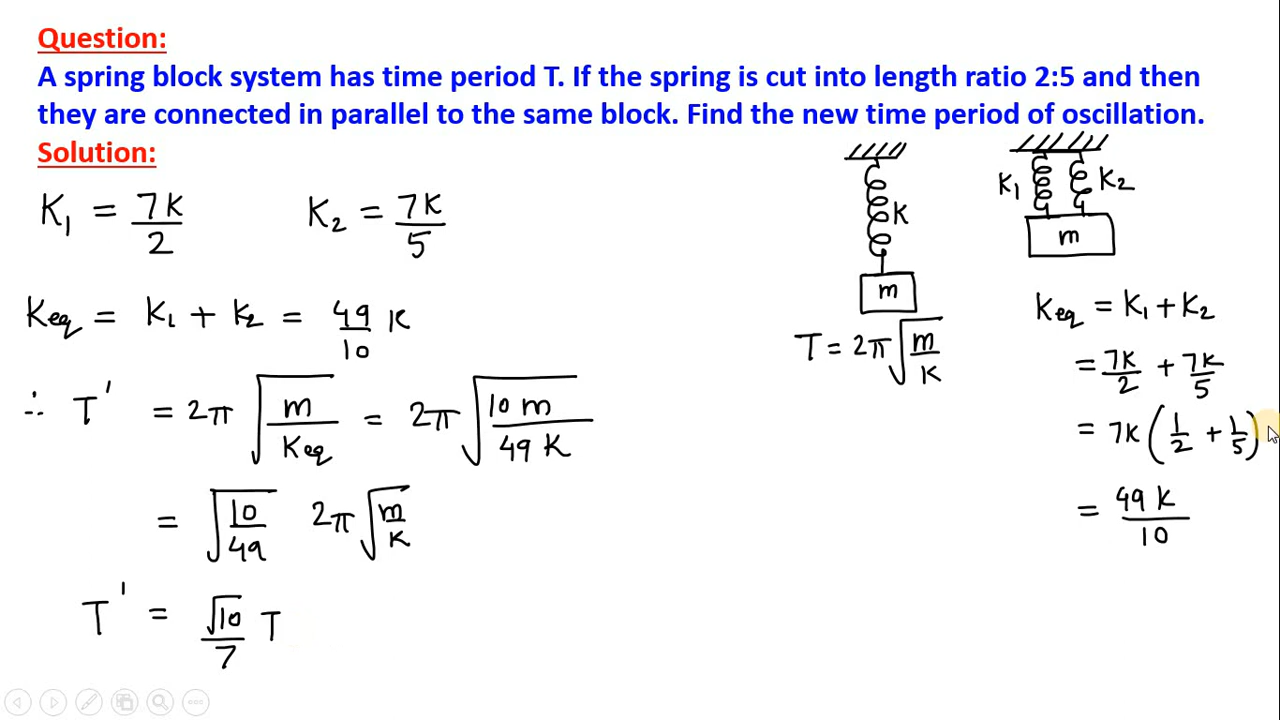 Question:
A spring block system has time period T. If the spring is cut into length ratio 2:5 and then
they are connected in parallel to the same block. Find the new time period of oscillation.
Solution:
K₁ = 7K/2    K₂ = 7K/5
Keq = K₁ + K₂ = 49/10 K
∴ T' = 2π √(m/Keq) = 2π √(10 m/49 K)
= √(10/49) 2π √(m/K)
T' = √10/7 T
K
m
T = 2π √(m/K)
K₁ K₂
m
Keq = K₁ + K₂
= 7K/2 + 7K/5
= 7K (1/2 + 1/5)
= 49 K/10